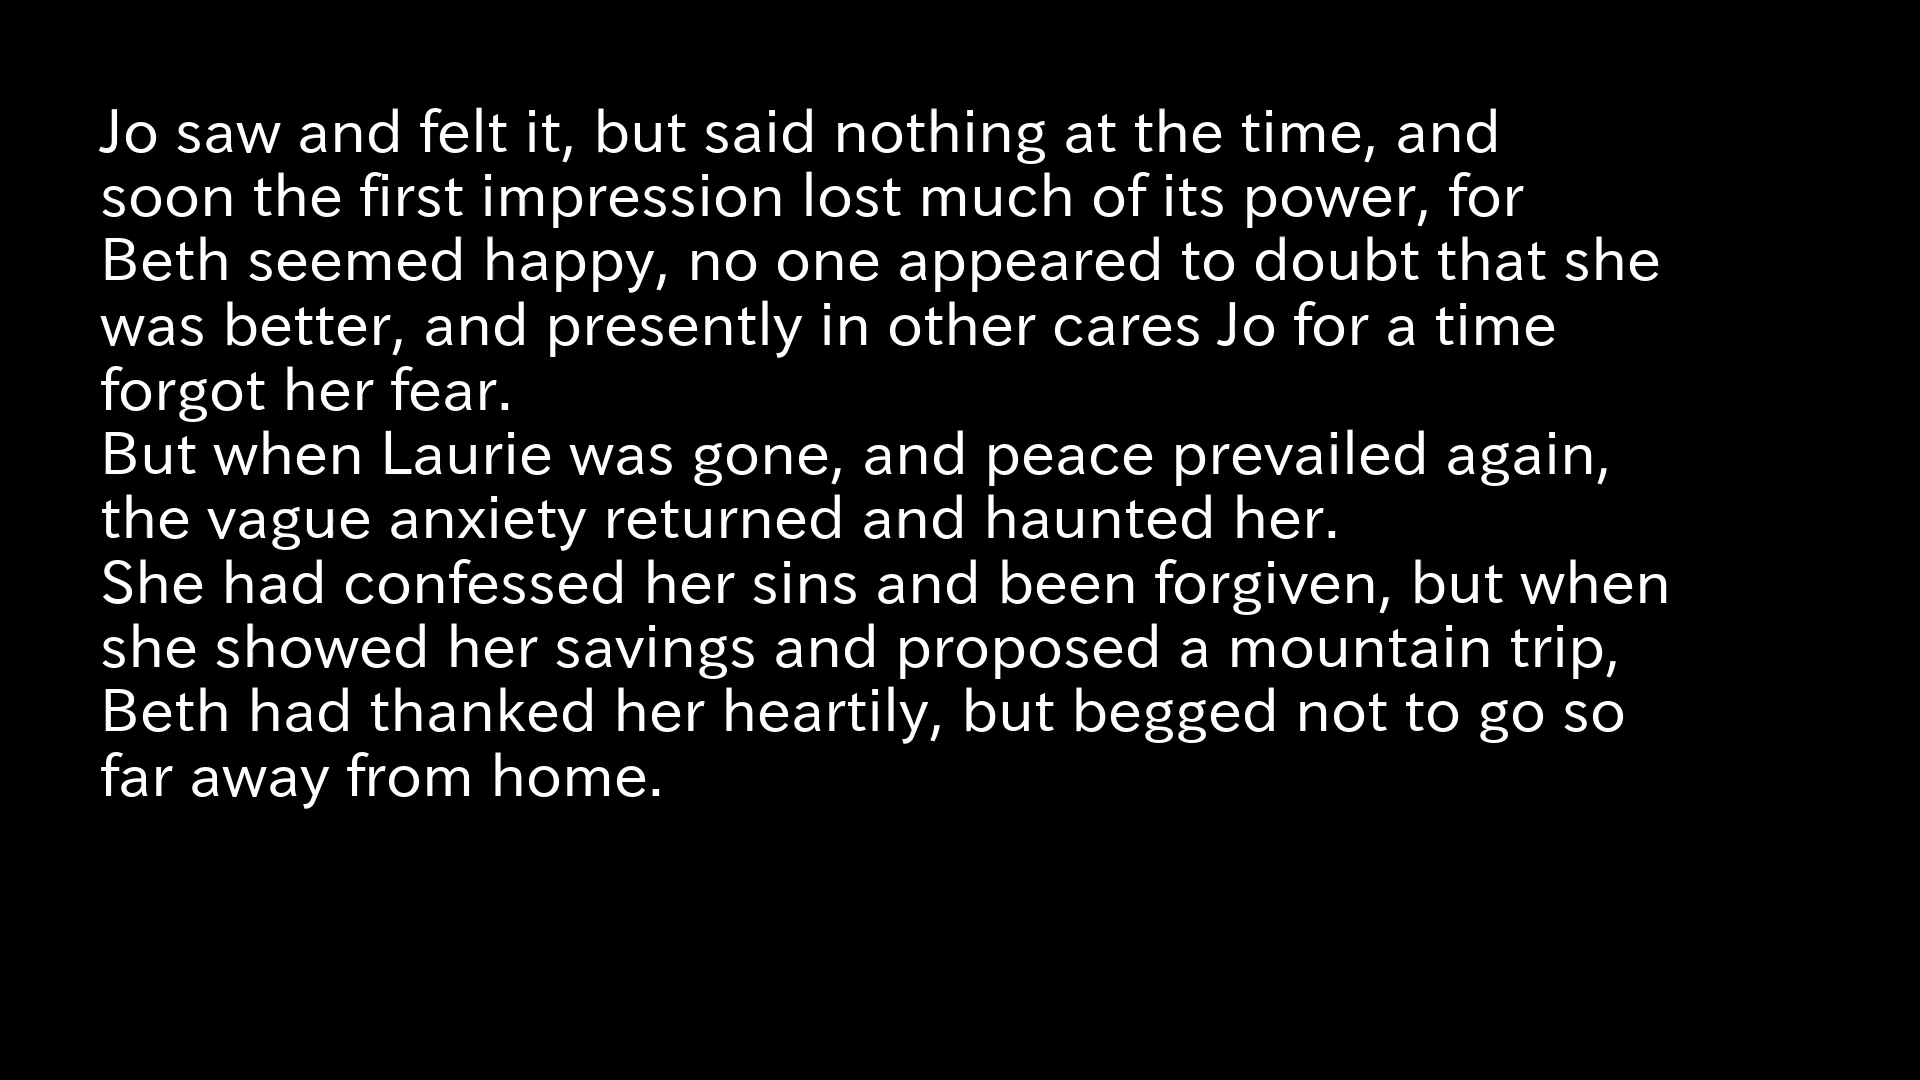 Jo saw and felt it, but said nothing at the time, and
soon the first impression lost much of its power, for
Beth seemed happy, no one appeared to doubt that she
was better, and presently in other cares Jo for a time
forgot her fear.
But when Laurie was gone, and peace prevailed again,
the vague anxiety returned and haunted her.
She had confessed her sins and been forgiven, but when
she showed her savings and proposed a mountain trip,
Beth had thanked her heartily, but begged not to go so
far away from home.